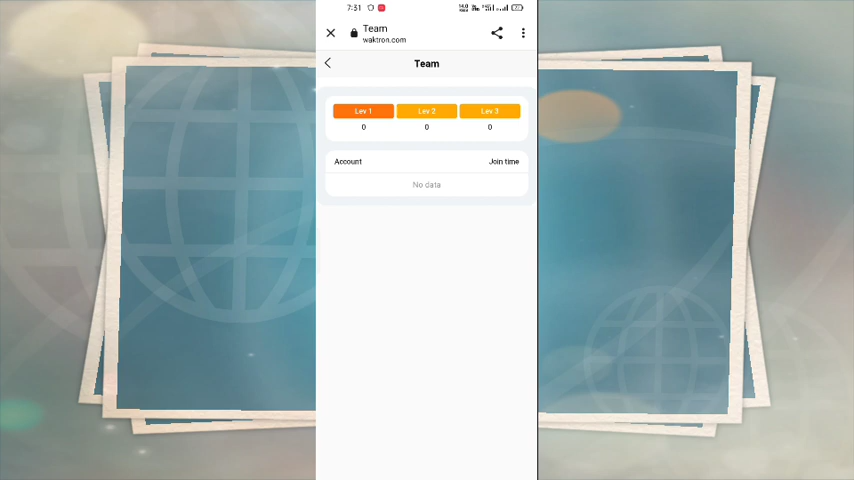 7:31
Team
waktron.com
Team
Lev 1 Lev 2 Lev 3
0 0 0
Account Join time
No data